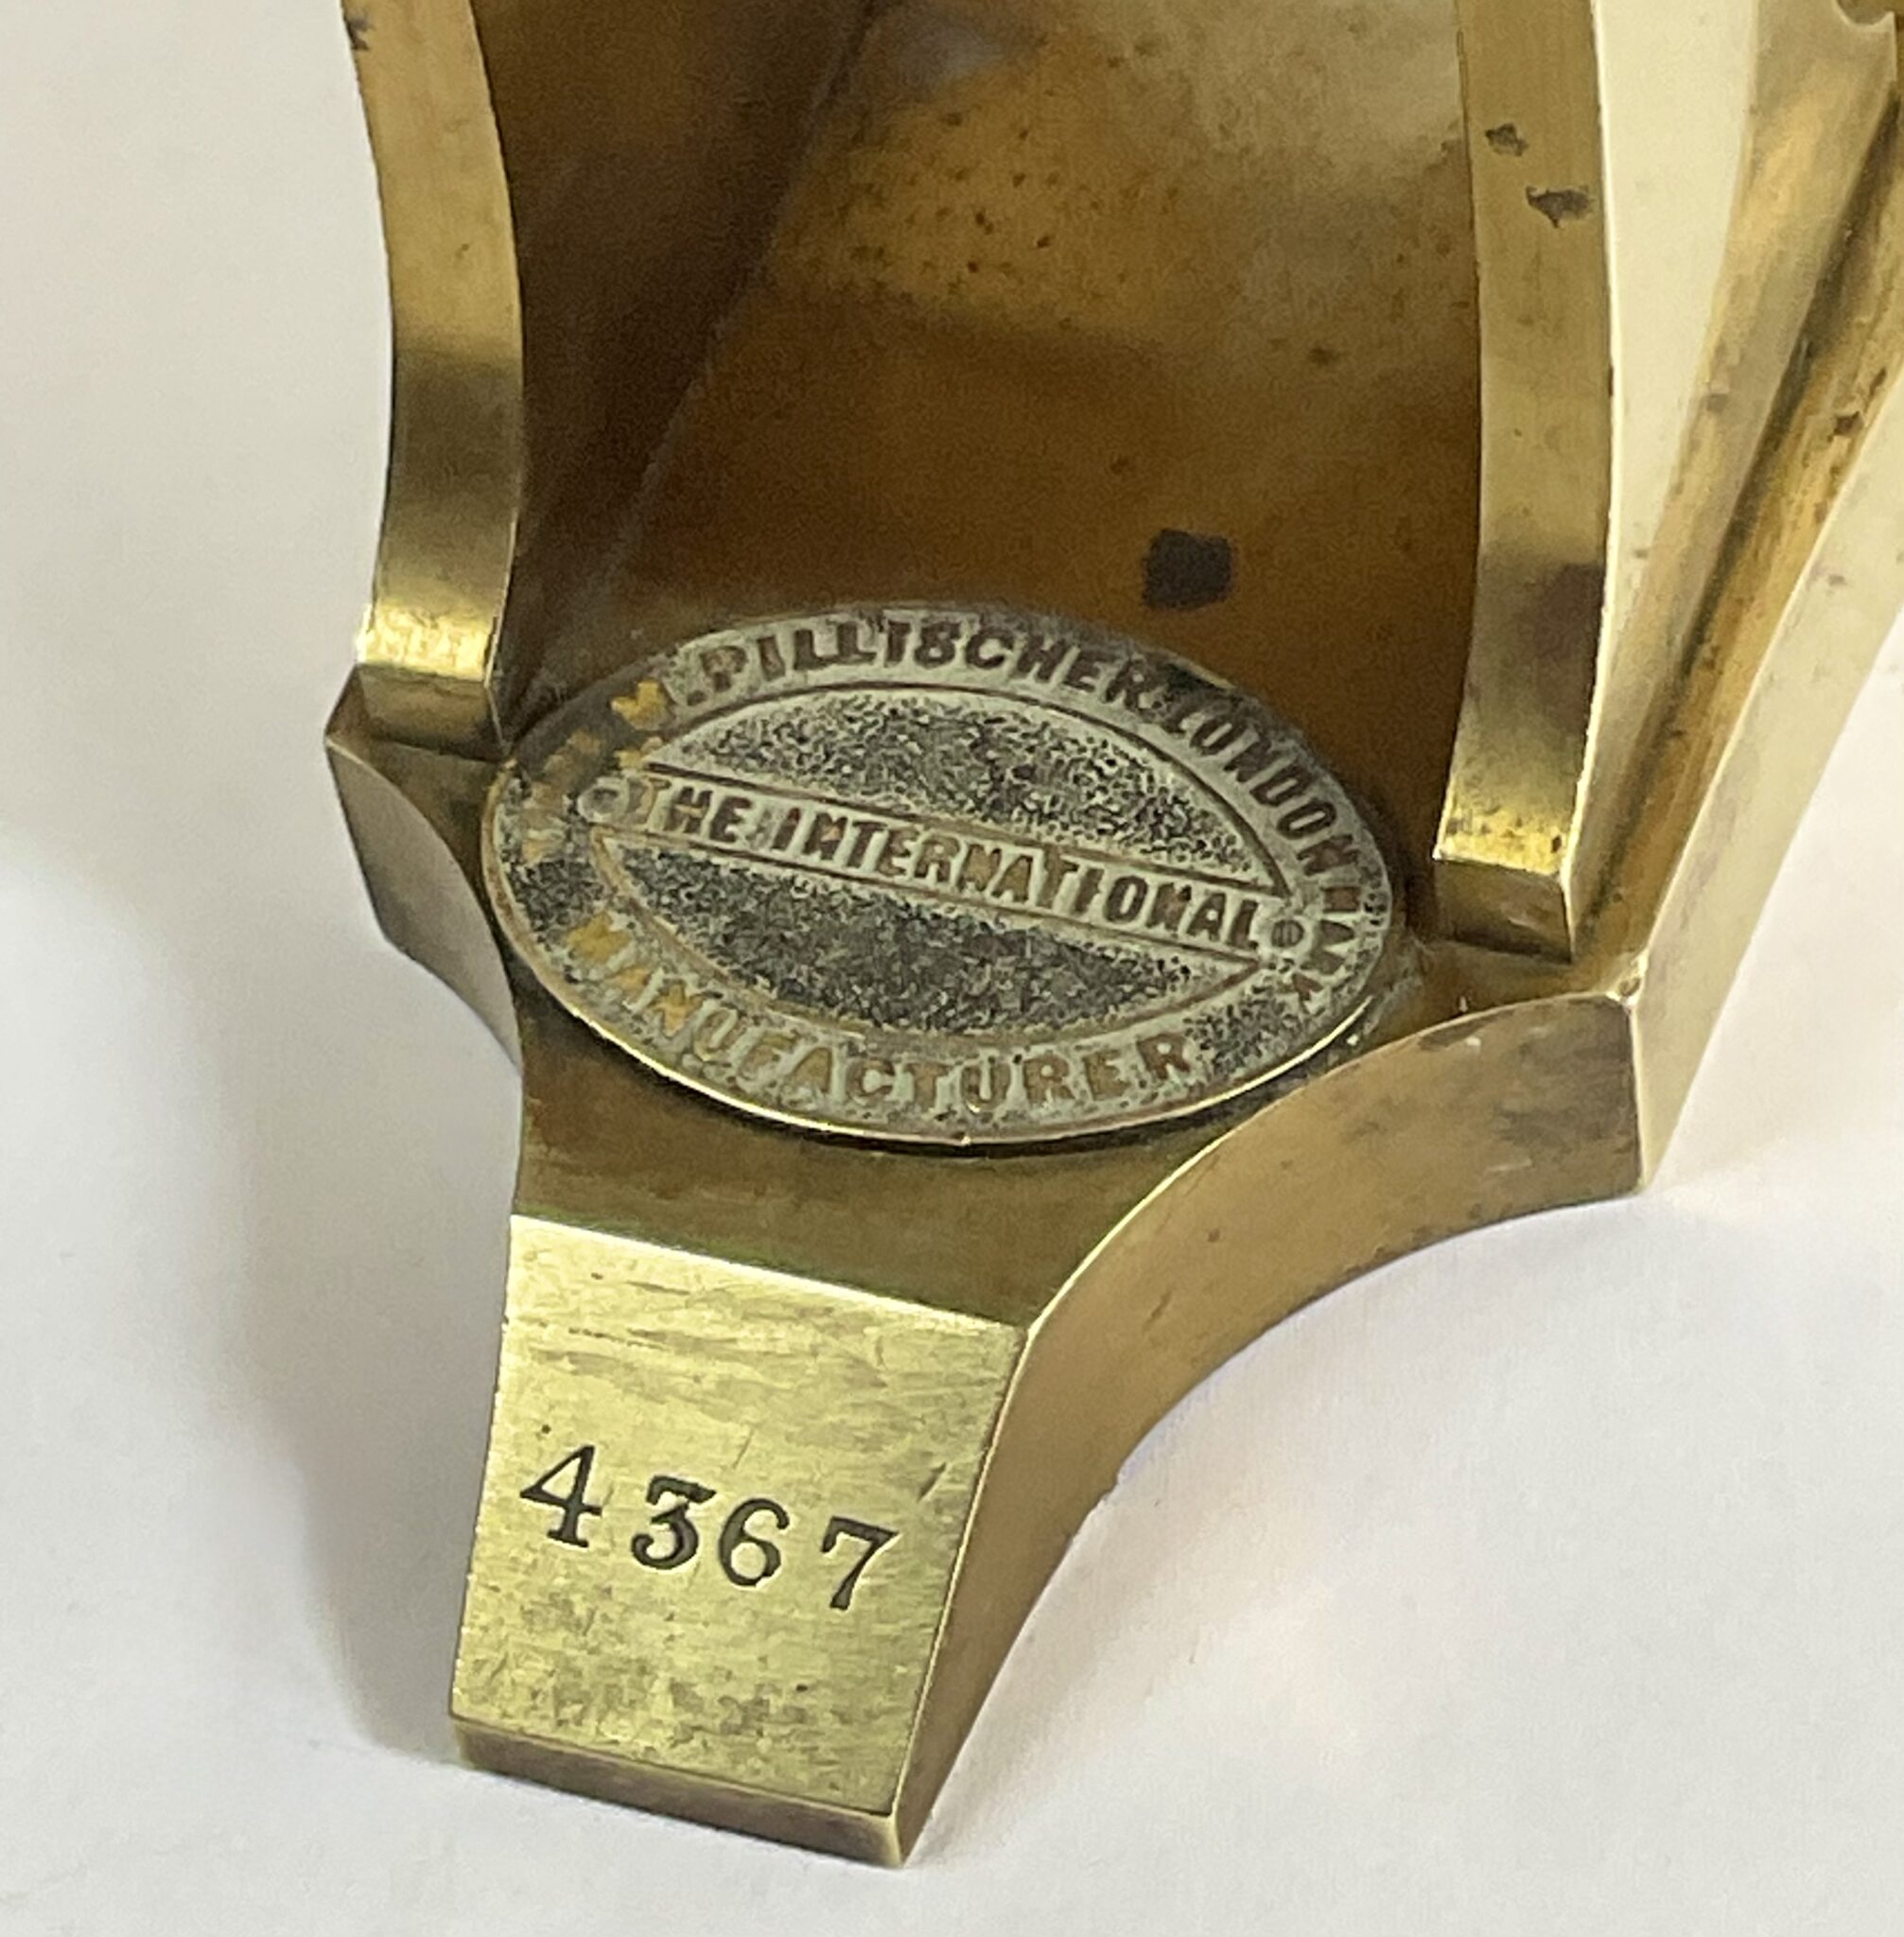 M. PILLISCHER LONDON
THE INTERNATIONAL
MANUFACTURER
4367